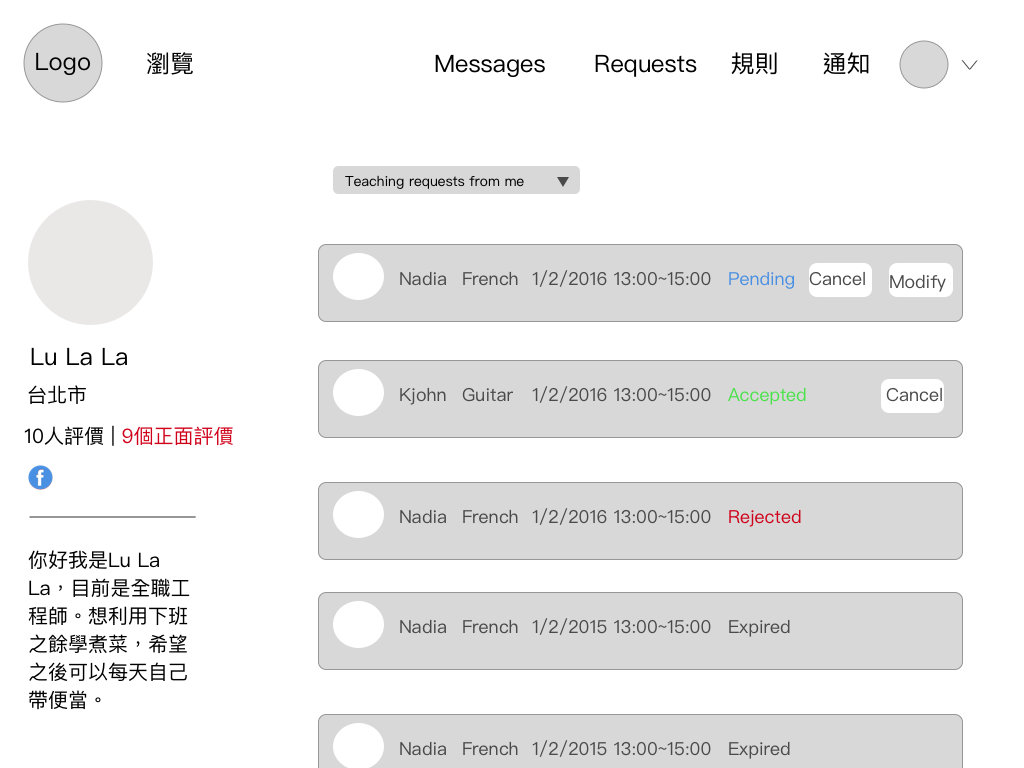 Logo
瀏覽
Messages
Requests
規則
通知
Teaching requests from me
Lu La La
台北市
10人評價 | 9個正面評價
f
你好我是Lu La
La，目前是全職工
程師。想利用下班
之餘學煮菜，希望
之後可以每天自己
帶便當。
Nadia French 1/2/2016 13:00~15:00 Pending Cancel Modify
Kjohn Guitar 1/2/2016 13:00~15:00 Accepted Cancel
Nadia French 1/2/2016 13:00~15:00 Rejected
Nadia French 1/2/2015 13:00~15:00 Expired
Nadia French 1/2/2015 13:00~15:00 Expired